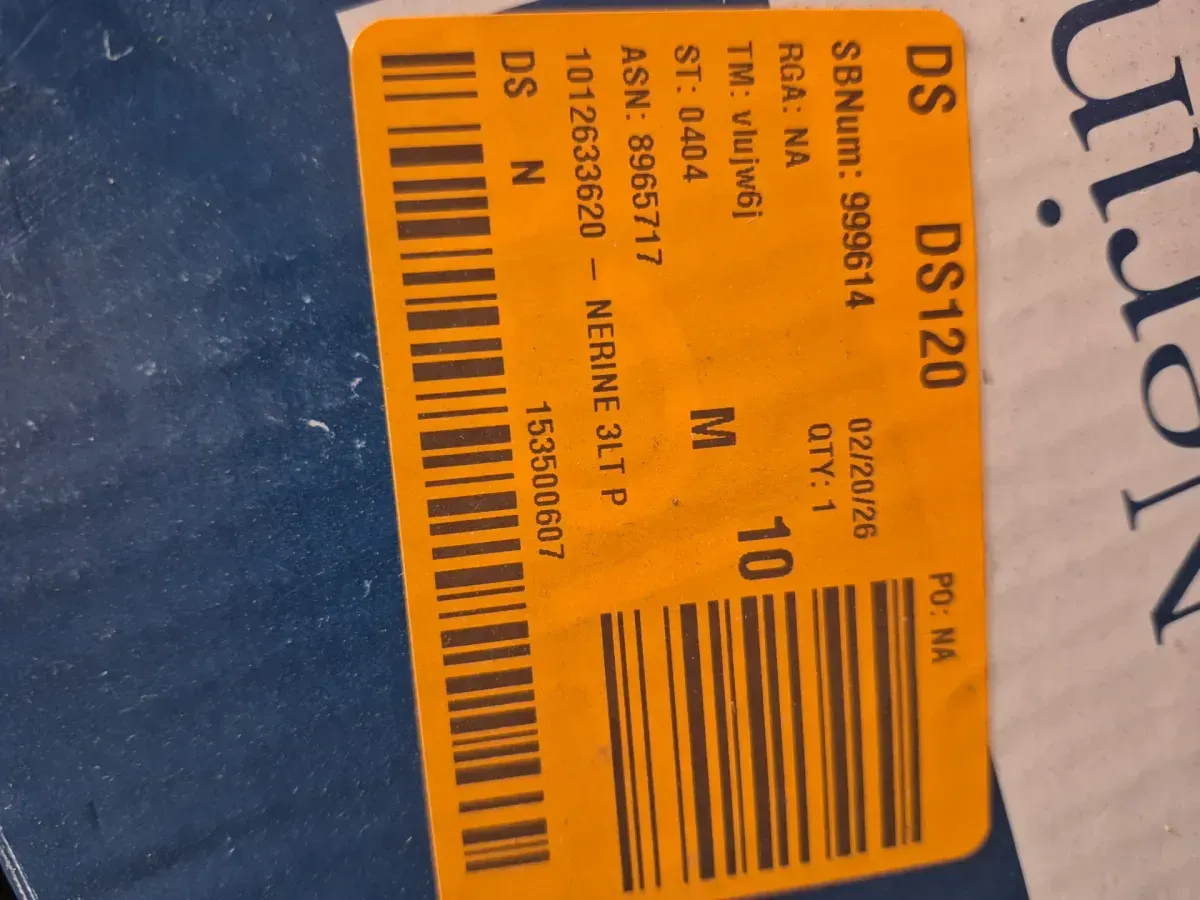 DS DS120 PO: NA
SBNum: 999614 02/20/26
RGA: NA QTY: 1
TM: vlujw6j 10
ST: 0404 M
ASN: 8965717
1012633620 – NERINE 3LT P
DS N 153500607